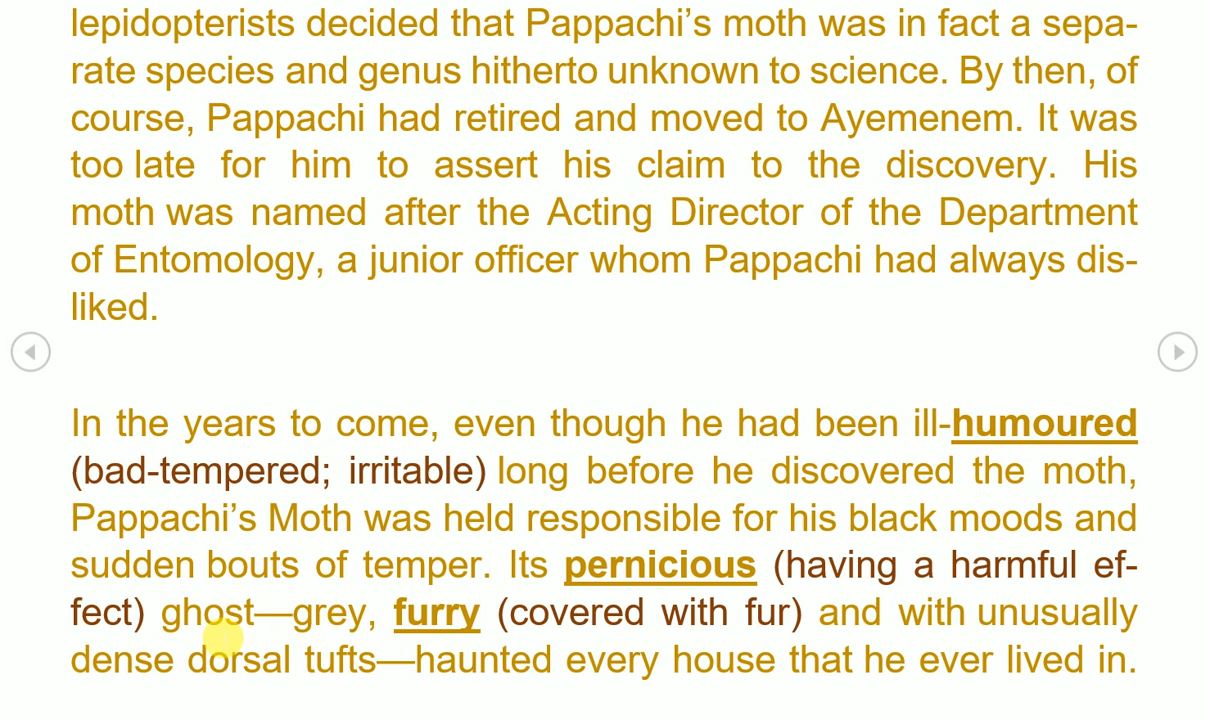 lepidopterists decided that Pappachi’s moth was in fact a sepa-
rate species and genus hitherto unknown to science. By then, of
course, Pappachi had retired and moved to Ayemenem. It was
too late for him to assert his claim to the discovery. His
moth was named after the Acting Director of the Department
of Entomology, a junior officer whom Pappachi had always dis-
liked.
In the years to come, even though he had been ill-humoured
(bad-tempered; irritable) long before he discovered the moth,
Pappachi’s Moth was held responsible for his black moods and
sudden bouts of temper. Its pernicious (having a harmful ef-
fect) ghost—grey, furry (covered with fur) and with unusually
dense dorsal tufts—haunted every house that he ever lived in.